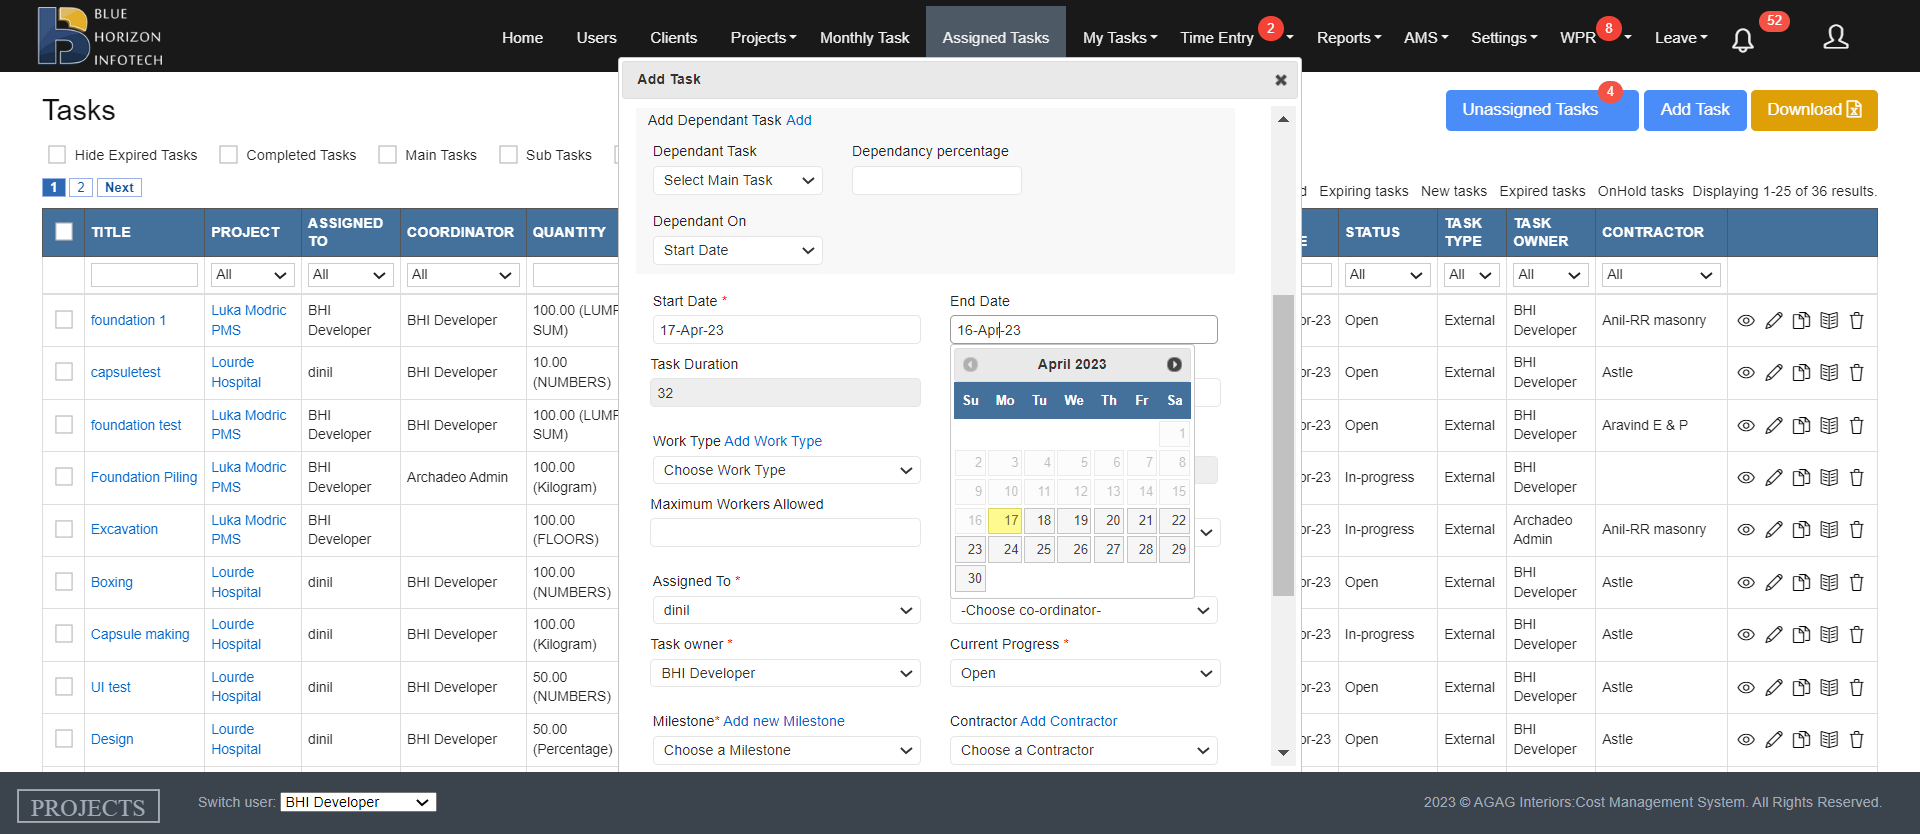 BLUE
HORIZON
INFOTECH
Home Users Clients Projects Monthly Task Assigned Tasks My Tasks Time Entry 2 Reports AMS Settings WPR 8 Leave 52
Add Task
Tasks
Unassigned Tasks 4 Add Task Download
Add Dependant Task Add
Hide Expired Tasks Completed Tasks Main Tasks Sub Tasks
Dependant Task Dependancy percentage
Select Main Task
1 2 Next
d Expiring tasks New tasks Expired tasks OnHold tasks Displaying 1-25 of 36 results.
Dependant On
Start Date
TITLE PROJECT ASSIGNED TO COORDINATOR QUANTITY E STATUS TASK TYPE TASK OWNER CONTRACTOR
All All All All All All All
Start Date * End Date
17-Apr-23 16-Apr-23
Task Duration
32
April 2023
Su Mo Tu We Th Fr Sa
1
2 3 4 5 6 7 8
9 10 11 12 13 14 15
16 17 18 19 20 21 22
23 24 25 26 27 28 29
30
Work Type Add Work Type
Choose Work Type
Maximum Workers Allowed
Assigned To *
dinil -Choose co-ordinator-
Task owner * Current Progress *
BHI Developer Open
Milestone* Add new Milestone Contractor Add Contractor
Choose a Milestone Choose a Contractor
foundation 1 Luka Modric PMS BHI Developer BHI Developer 100.00 (LUMP SUM) pr-23 Open External BHI Developer Anil-RR masonry
capsuletest Lourde Hospital dinil BHI Developer 10.00 (NUMBERS) pr-23 Open External BHI Developer Astle
foundation test Luka Modric PMS BHI Developer BHI Developer 100.00 (LUMP SUM) pr-23 Open External BHI Developer Aravind E & P
Foundation Piling Luka Modric PMS BHI Developer Archadeo Admin 100.00 (Kilogram) pr-23 In-progress External BHI Developer
Excavation Luka Modric PMS BHI Developer 100.00 (FLOORS) pr-23 In-progress External Archadeo Admin Anil-RR masonry
Boxing Lourde Hospital dinil BHI Developer 100.00 (NUMBERS) pr-23 Open External BHI Developer Astle
Capsule making Lourde Hospital dinil BHI Developer 100.00 (Kilogram) pr-23 In-progress External BHI Developer Astle
UI test Lourde Hospital dinil BHI Developer 50.00 (NUMBERS) pr-23 Open External BHI Developer Astle
Design Lourde Hospital dinil BHI Developer 50.00 (Percentage) pr-23 Open External BHI Developer Astle
PROJECTS Switch user: BHI Developer 2023 © AGAG Interiors:Cost Management System. All Rights Reserved.